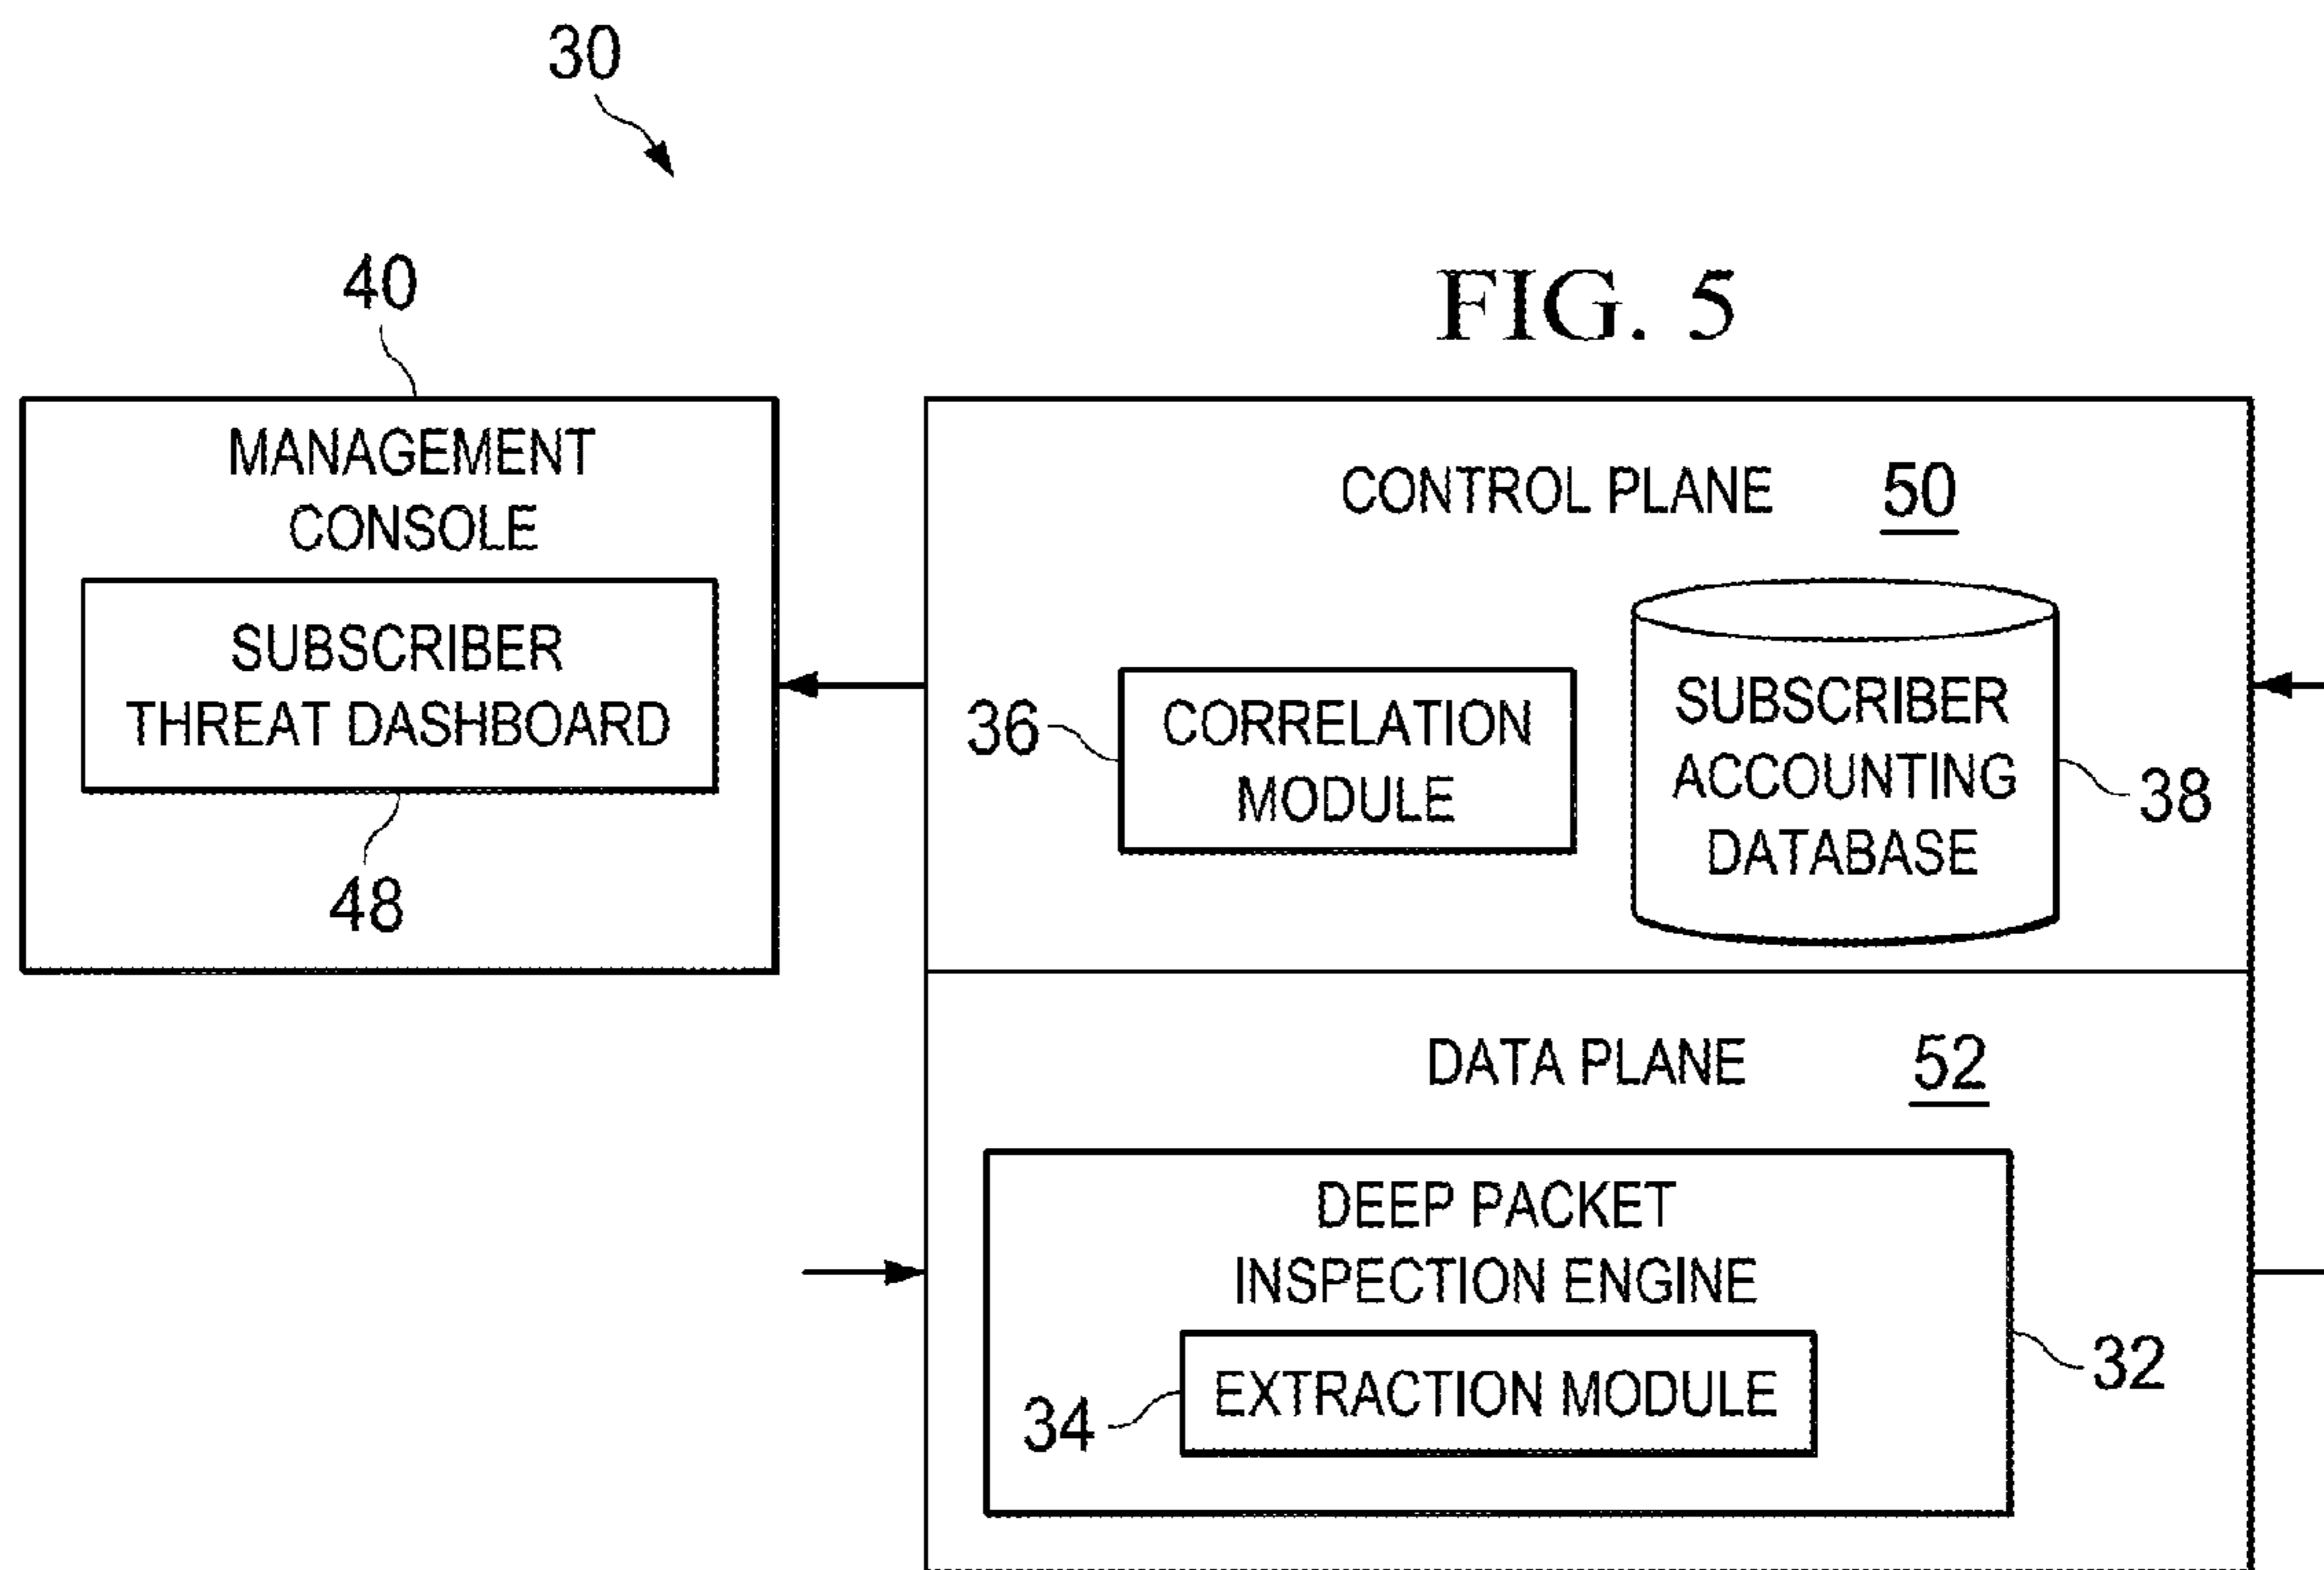 30
40
FIG. 5
MANAGEMENT
CONSOLE
SUBSCRIBER
THREAT DASHBOARD
48
CONTROL PLANE 50
36
CORRELATION
MODULE
SUBSCRIBER
ACCOUNTING
DATABASE
38
DATA PLANE 52
DEEP PACKET
INSPECTION ENGINE
32
34
EXTRACTION MODULE